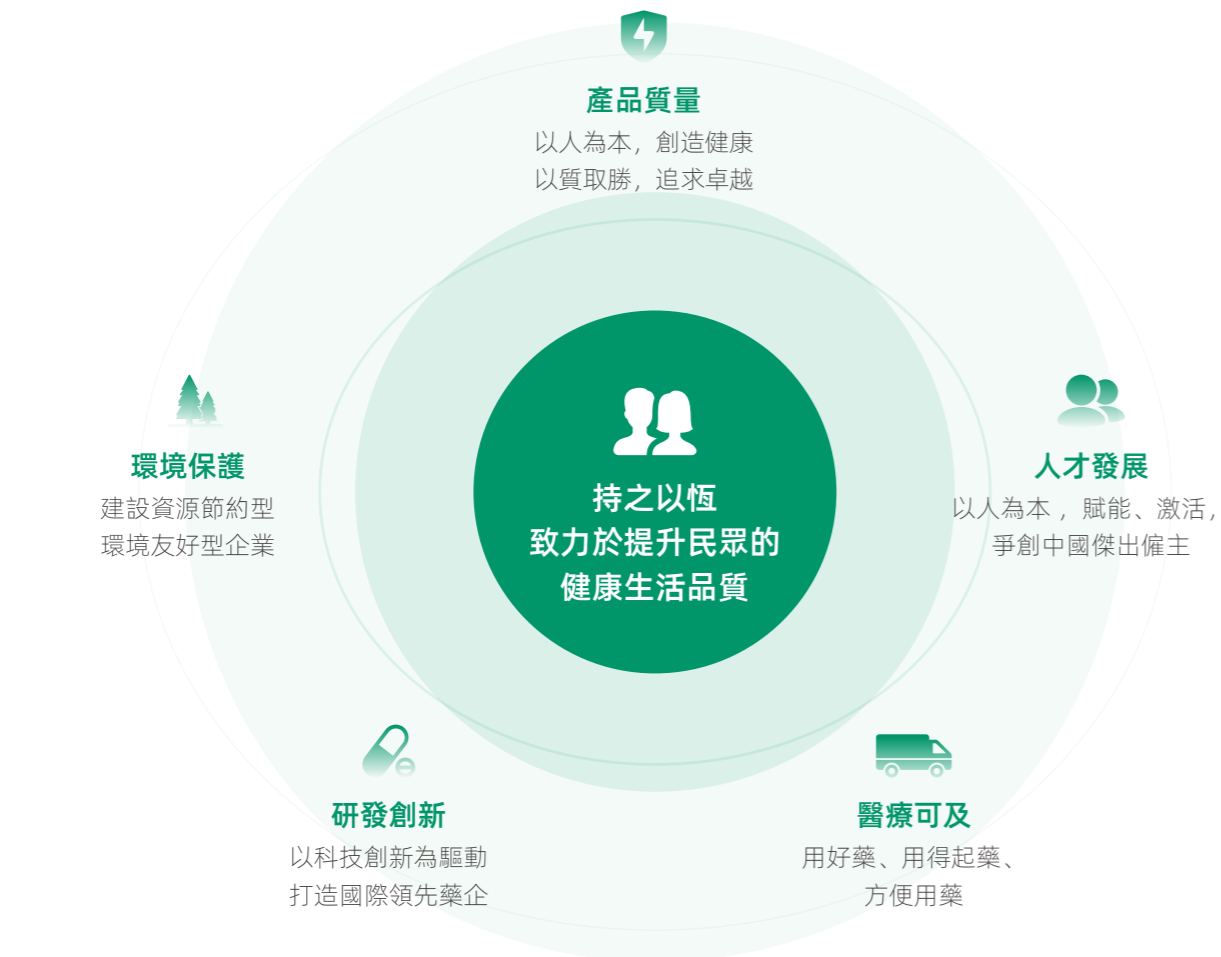 產品質量
以人為本，創造健康
以質取勝，追求卓越
環境保護
建設資源節約型
環境友好型企業
持之以恆
致力於提升民眾的
健康生活品質
人才發展
以人為本 ，賦能、激活，
爭創中國傑出僱主
研發創新
以科技創新為驅動
打造國際領先藥企
醫療可及
用好藥、用得起藥、
方便用藥